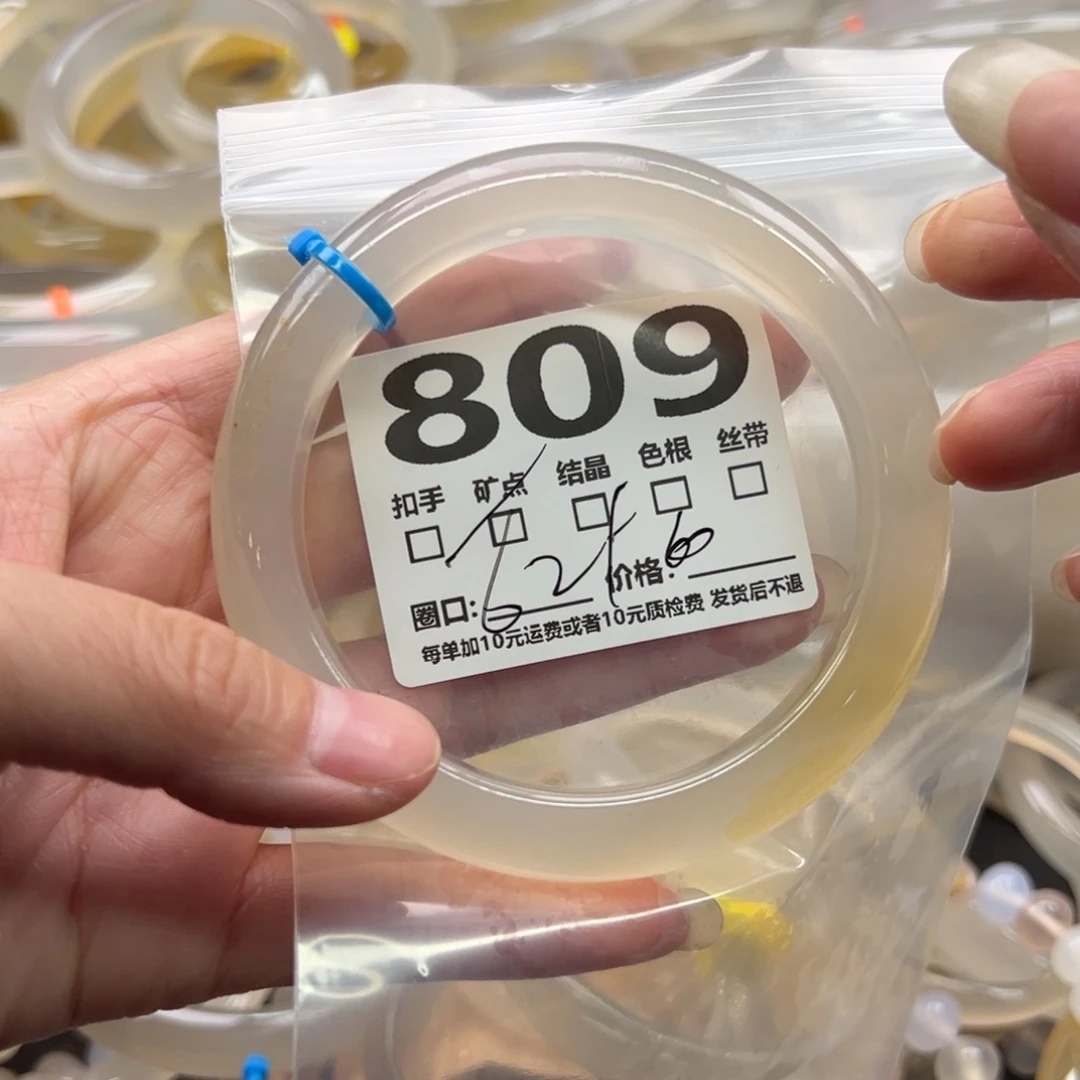 809
扣手 矿点 结晶 色根 丝带
□ □ □ □ □
圈口: 价格:
每单加10元运费或者10元质检费 发货后不退